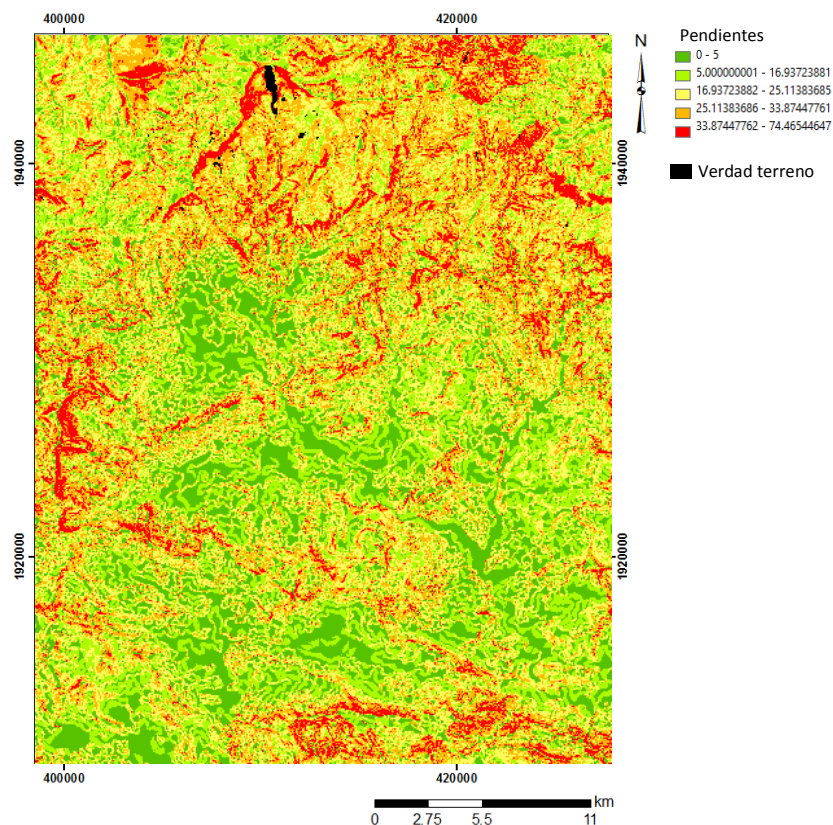 400000 420000
N
Pendientes
0 - 5
5.000000001 - 16.93723881
16.93723882 - 25.11383685
25.11383686 - 33.87447761
33.87447762 - 74.46544647
Verdad terreno
1940000 1940000
1920000 1920000
400000 420000
km
0 2.75 5.5 11